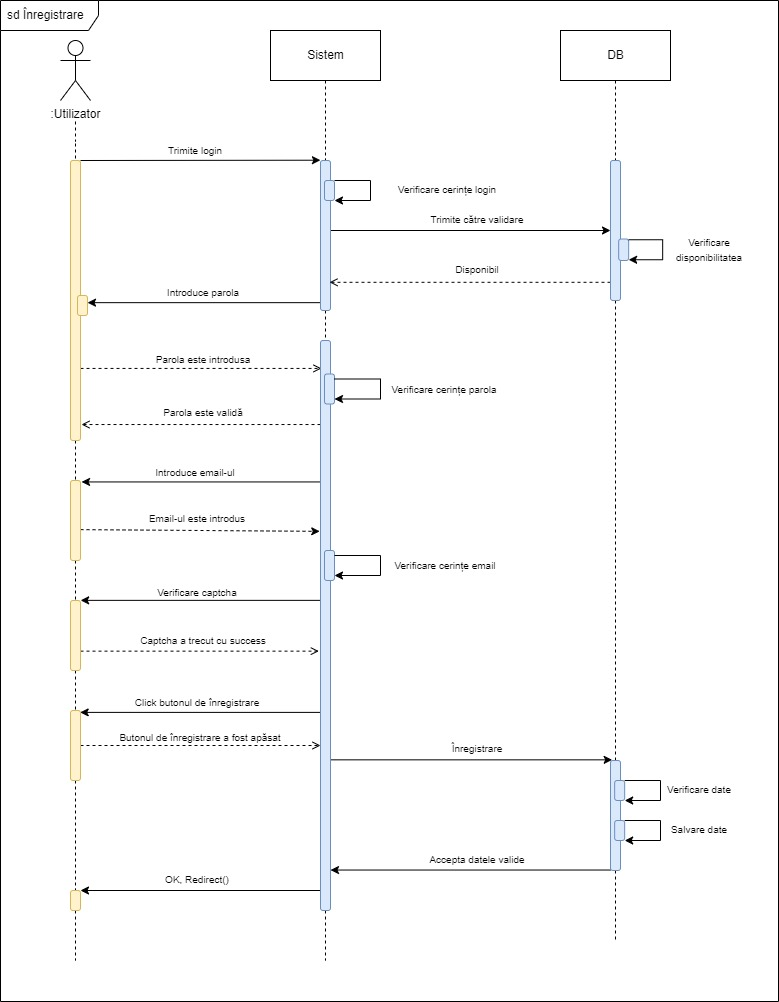 sd Înregistrare
Sistem
DB
:Utilizator
Trimite login
Verificare cerințe login
Trimite către validare
Verificare
disponibilitatea
Disponibil
Introduce parola
Parola este introdusa
Verificare cerințe parola
Parola este validă
Introduce email-ul
Email-ul este introdus
Verificare cerințe email
Verificare captcha
Captcha a trecut cu success
Click butonul de înregistrare
Butonul de înregistrare a fost apăsat
Înregistrare
Verificare date
Salvare date
Accepta datele valide
OK, Redirect()